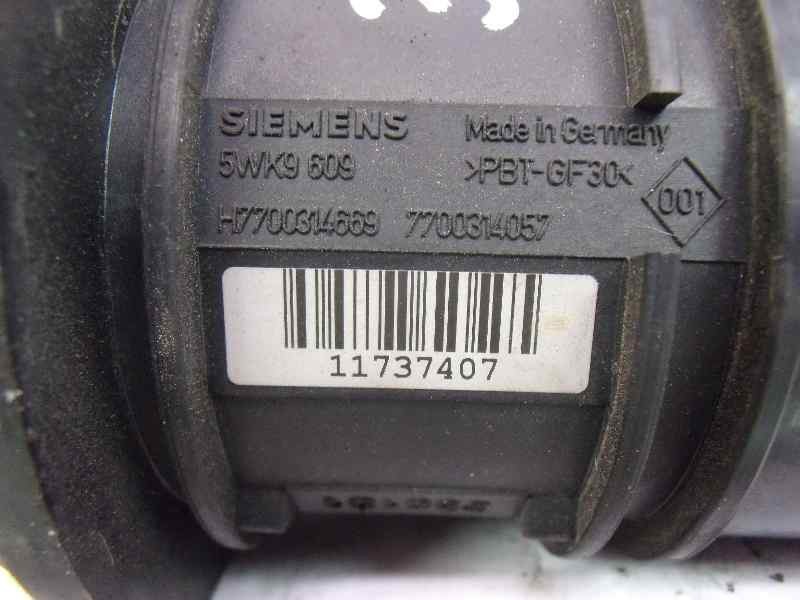 SIEMENS Made in Germany
5WK9 609 >PBT-GF30<
001
H7700314669 7700314057
11737407